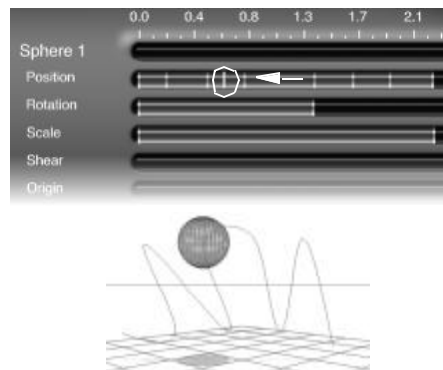 0.0 0.4 0.8 1.3 1.7 2.1
Sphere 1
Position
Rotation
Scale
Shear
Origin